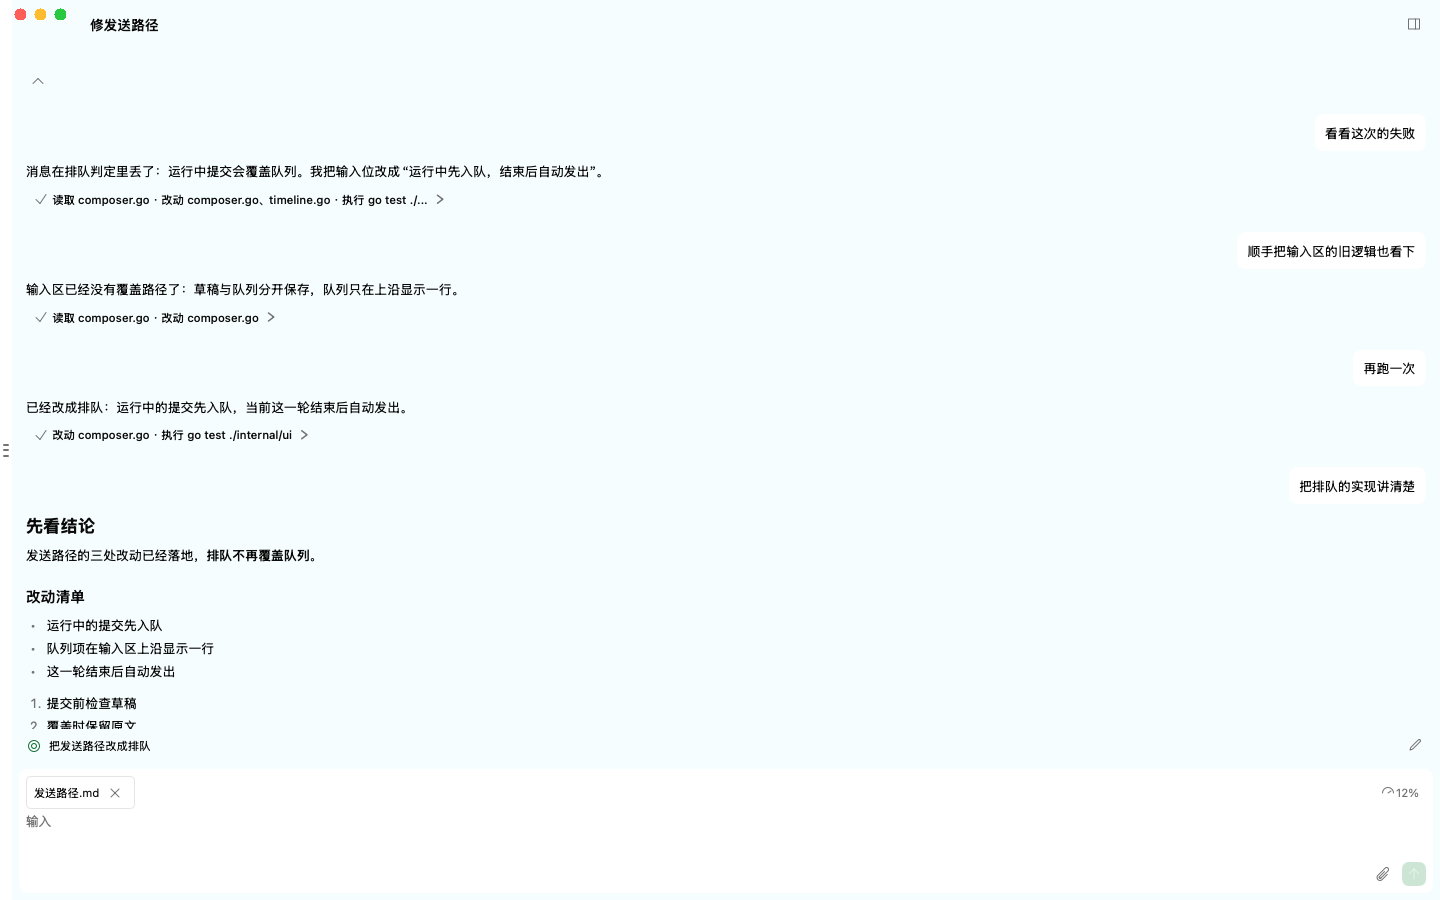 修发送路径
看看这次的失败
消息在排队判定里丢了：运行中提交会覆盖队列。我把输入位改成“运行中先入队，结束后自动发出”。
读取 composer.go · 改动 composer.go、timeline.go · 执行 go test ./...
顺手把输入区的旧逻辑也看下
输入区已经没有覆盖路径了：草稿与队列分开保存，队列只在上沿显示一行。
读取 composer.go · 改动 composer.go
再跑一次
已经改成排队：运行中的提交先入队，当前这一轮结束后自动发出。
改动 composer.go · 执行 go test ./internal/ui
把排队的实现讲清楚
先看结论
发送路径的三处改动已经落地，排队不再覆盖队列。
改动清单
• 运行中的提交先入队
• 队列项在输入区上沿显示一行
• 这一轮结束后自动发出
1. 提交前检查草稿
2. 覆盖时保留原文
把发送路径改成排队
发送路径.md
12%
输入